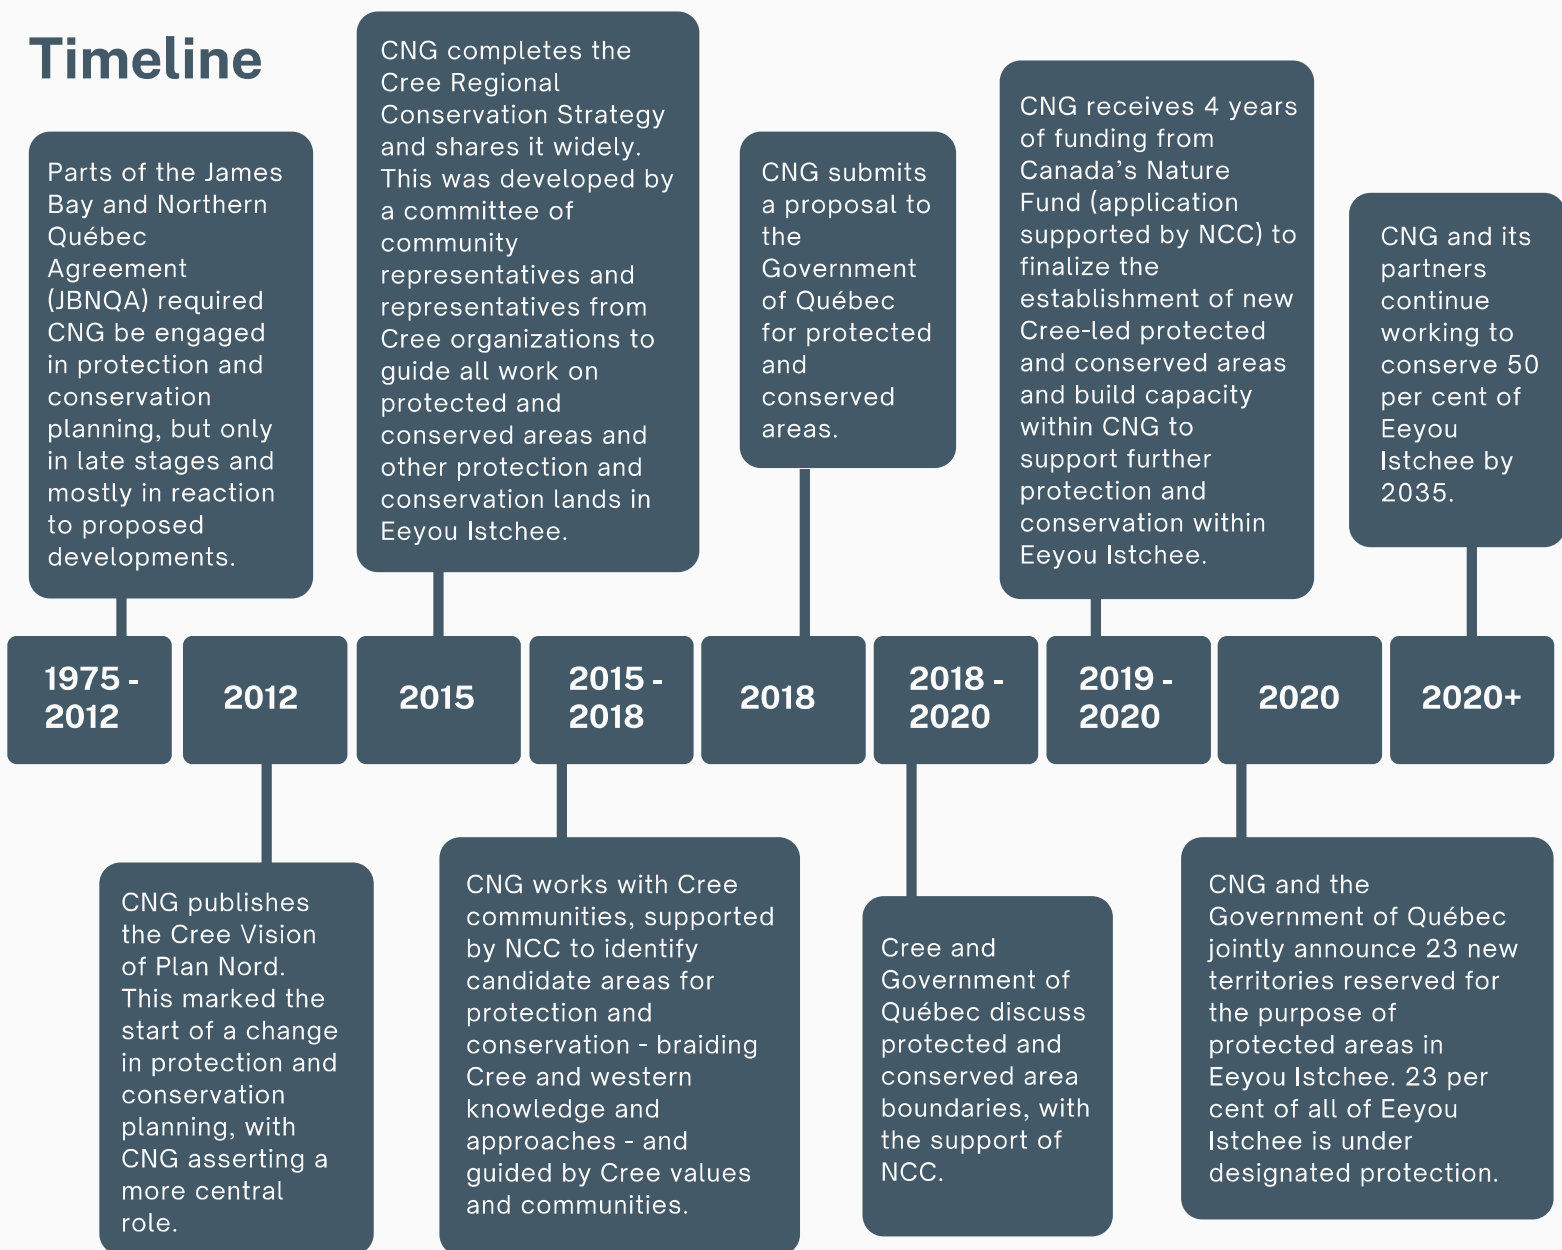 Timeline
Parts of the James
Bay and Northern
Québec
Agreement
(JBNQA) required
CNG be engaged
in protection and
conservation
planning, but only
in late stages and
mostly in reaction
to proposed
developments.
CNG completes the
Cree Regional
Conservation Strategy
and shares it widely.
This was developed by
a committee of
community
representatives and
representatives from
Cree organizations to
guide all work on
protected and
conserved areas and
other protection and
conservation lands in
Eeyou Istchee.
CNG submits
a proposal to
the
Government
of Québec
for protected
and
conserved
areas.
CNG receives 4 years
of funding from
Canada's Nature
Fund (application
supported by NCC) to
finalize the
establishment of new
Cree-led protected
and conserved areas
and build capacity
within CNG to
support further
protection and
conservation within
Eeyou Istchee.
CNG and its
partners
continue
working to
conserve 50
per cent of
Eeyou
Istchee by
2035.
1975 -
2012
2012
2015
2015 -
2018
2018
2018 -
2020
2019 -
2020
2020
2020+
CNG publishes
the Cree Vision
of Plan Nord.
This marked the
start of a change
in protection and
conservation
planning, with
CNG asserting a
more central
role.
CNG works with Cree
communities, supported
by NCC to identify
candidate areas for
protection and
conservation - braiding
Cree and western
knowledge and
approaches - and
guided by Cree values
and communities.
Cree and
Government of
Québec discuss
protected and
conserved area
boundaries, with
the support of
NCC.
CNG and the
Government of Québec
jointly announce 23 new
territories reserved for
the purpose of
protected areas in
Eeyou Istchee. 23 per
cent of all of Eeyou
Istchee is under
designated protection.